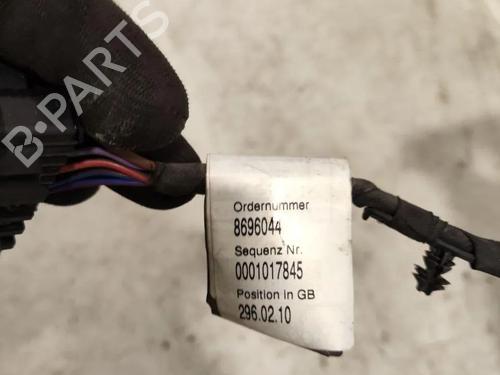 B-PARTS
Ordernummer
8696044
Sequenz Nr.
0001017845
Position in GB
296.02.10